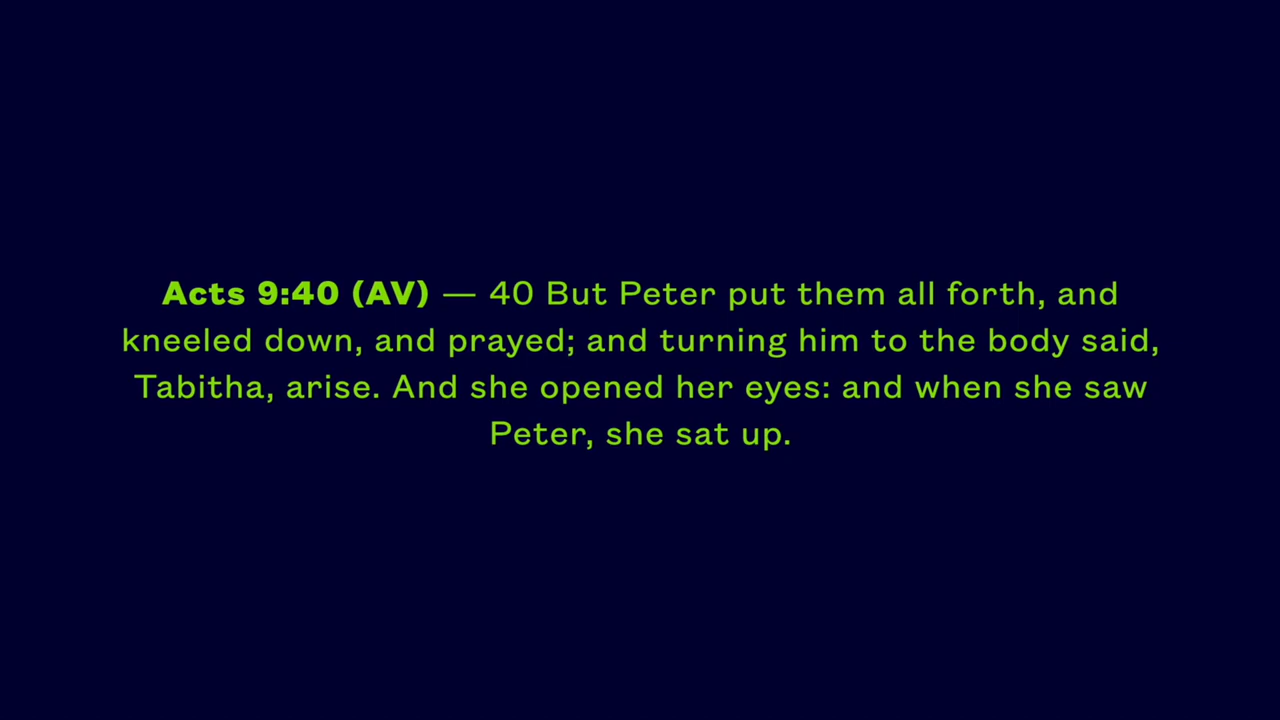 Acts 9:40 (AV) — 40 But Peter put them all forth, and
kneeled down, and prayed; and turning him to the body said,
Tabitha, arise. And she opened her eyes: and when she saw
Peter, she sat up.